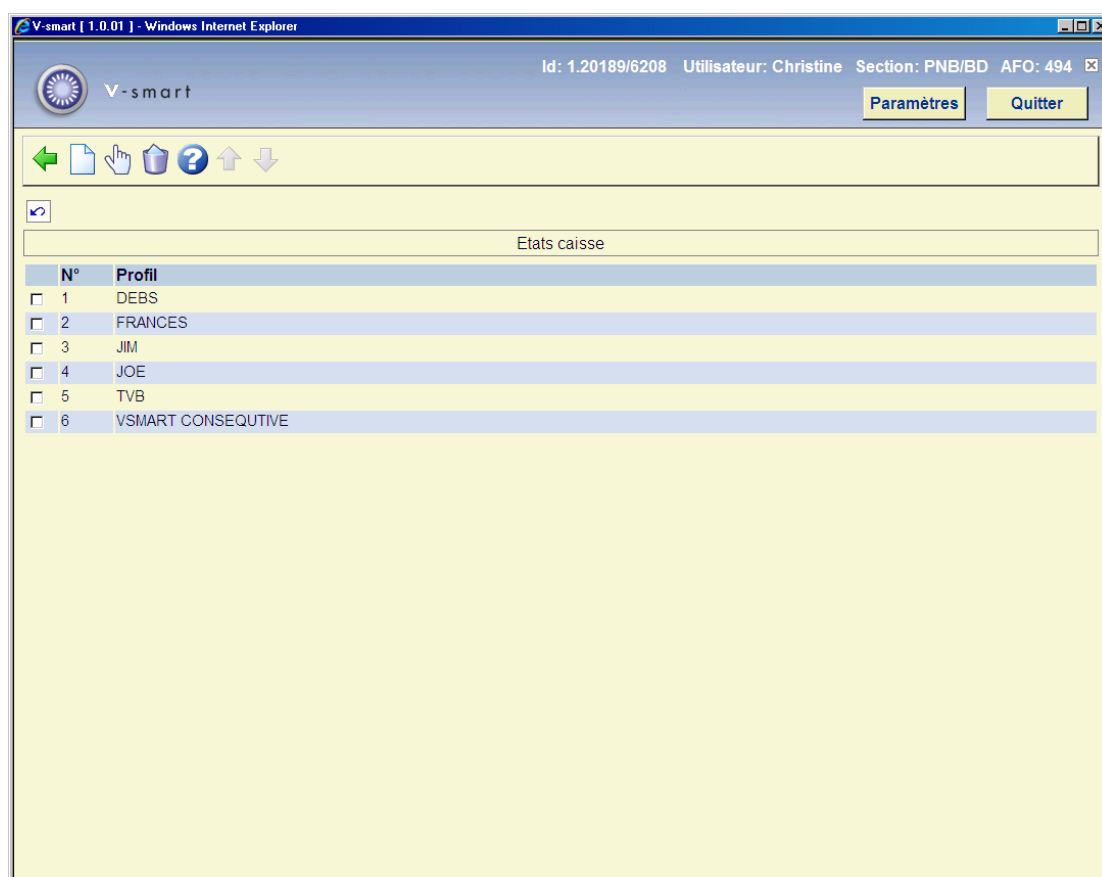 V-smart [ 1.0.01 ] - Windows Internet Explorer
Id: 1.20189/6208 Utilisateur: Christine Section: PNB/BD AFO: 494
V-smart
Paramètres Quitter
Etats caisse
N° Profil
1 DEBS
2 FRANCES
3 JIM
4 JOE
5 TVB
6 VSMART CONSEQUTIVE